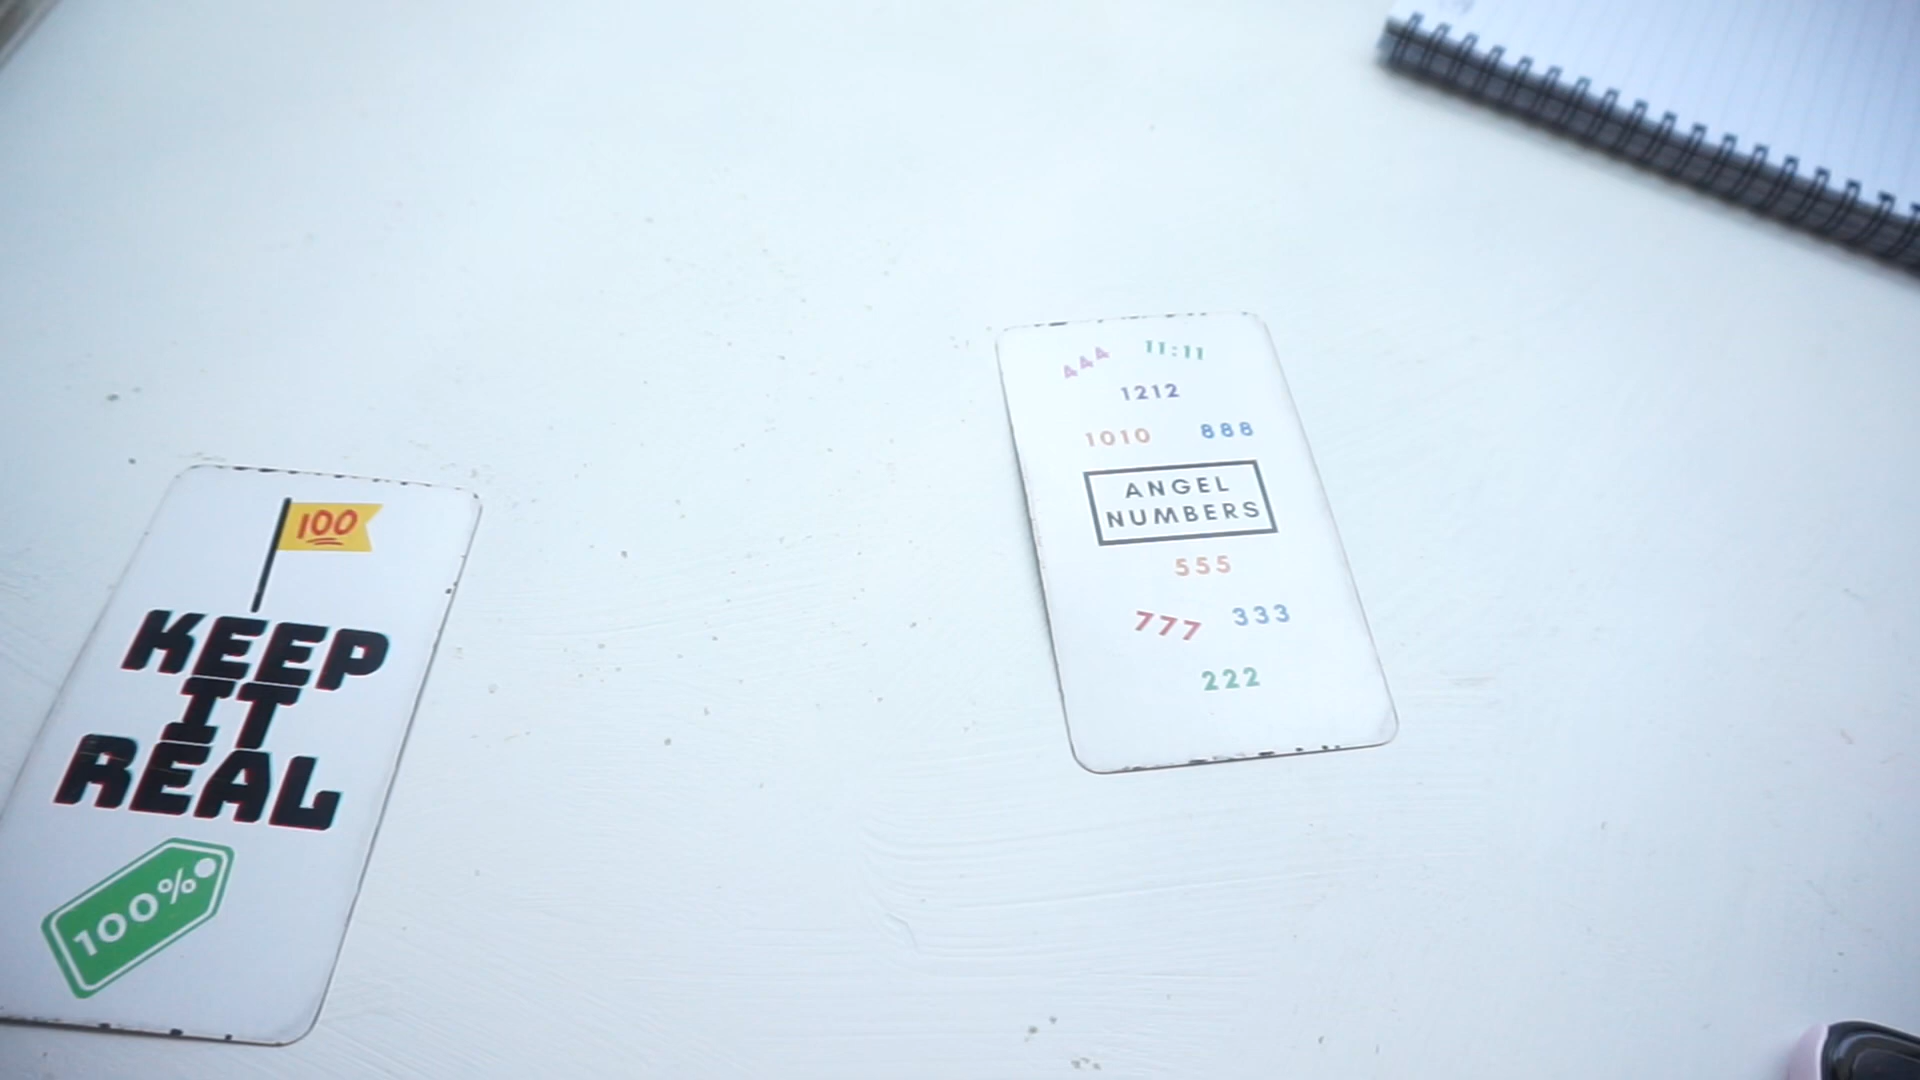 100
KEEP
IT
REAL
100%
444
11:11
1212
1010 888
ANGEL
NUMBERS
555
777 333
222